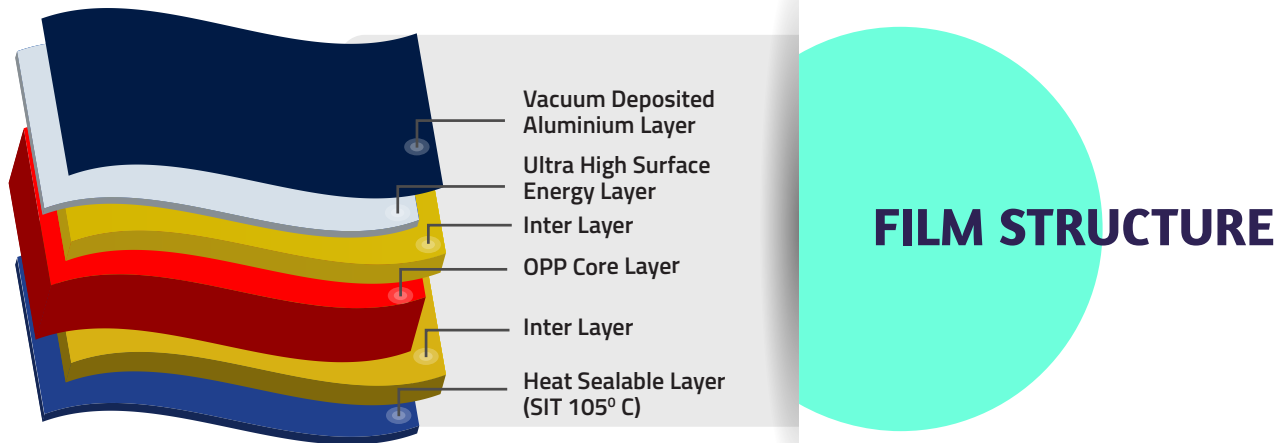 Vacuum Deposited
Aluminium Layer
Ultra High Surface
Energy Layer
Inter Layer
OPP Core Layer
Inter Layer
Heat Sealable Layer
(SIT 105⁰ C)
FILM STRUCTURE